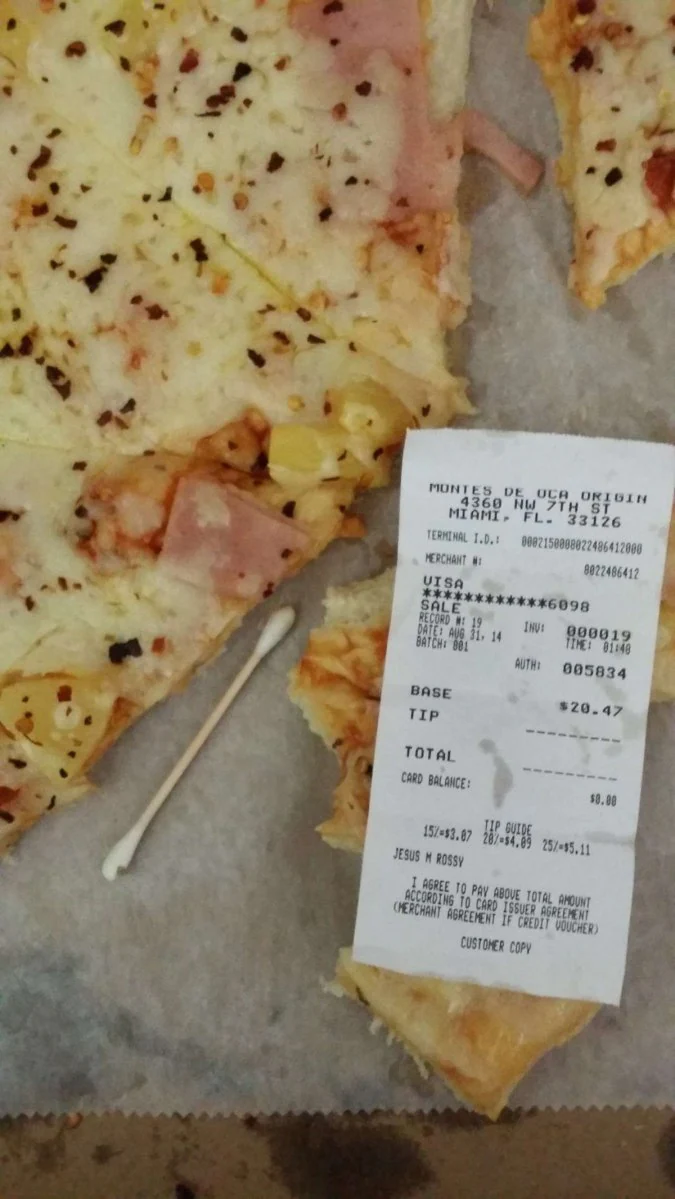 MONTES DE OCA ORIGIN
4360 NW 7TH ST
MIAMI, FL. 33126
TERMINAL I.D.: 0002150008022486412000
MERCHANT #: 8022486412
VISA
************6098
SALE
RECORD #: 19 INV: 000019
DATE: AUG 31, 14 TIME: 01:40
BATCH: 001
AUTH: 005834
BASE $20.47
TIP
TOTAL
CARD BALANCE: $0.00
TIP GUIDE
15%=$3.07 20%=$4.09 25%=$5.11
JESUS M ROSSY
I AGREE TO PAY ABOVE TOTAL AMOUNT
ACCORDING TO CARD ISSUER AGREEMENT
(MERCHANT AGREEMENT IF CREDIT VOUCHER)
CUSTOMER COPY